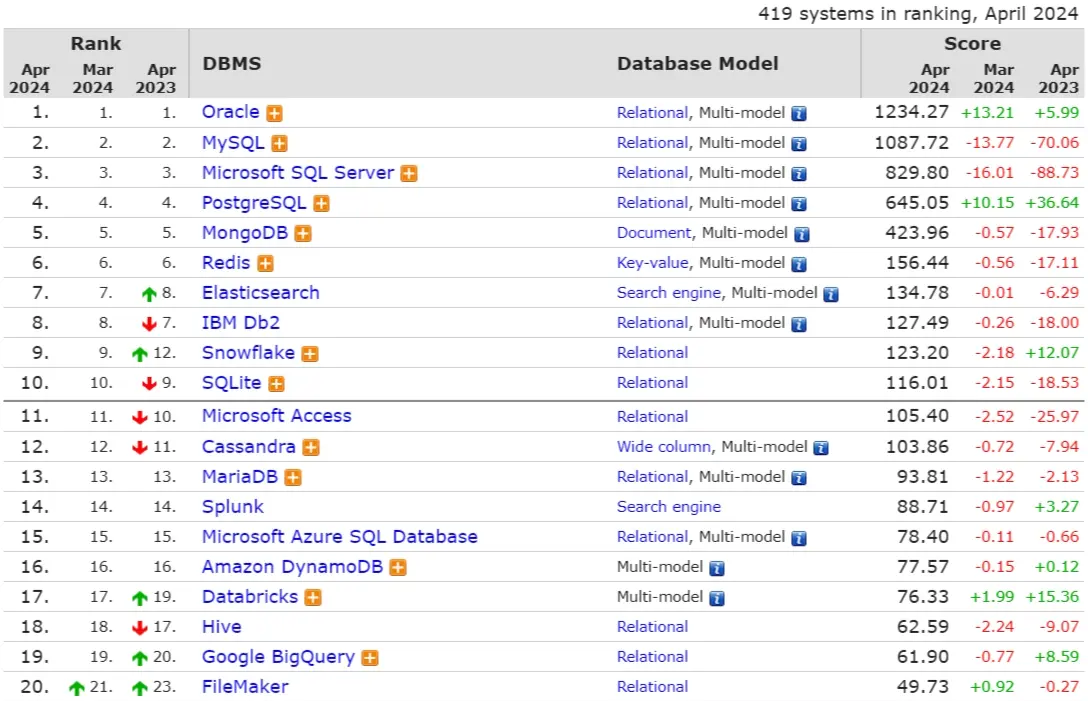 419 systems in ranking, April 2024
Rank Score
DBMS Database Model
Apr Mar Apr Apr Mar Apr
2024 2024 2023 2024 2024 2023
1. 1. 1. Oracle Relational, Multi-model 1234.27 +13.21 +5.99
2. 2. 2. MySQL Relational, Multi-model 1087.72 -13.77 -70.06
3. 3. 3. Microsoft SQL Server Relational, Multi-model 829.80 -16.01 -88.73
4. 4. 4. PostgreSQL Relational, Multi-model 645.05 +10.15 +36.64
5. 5. 5. MongoDB Document, Multi-model 423.96 -0.57 -17.93
6. 6. 6. Redis Key-value, Multi-model 156.44 -0.56 -17.11
7. 7. 8. Elasticsearch Search engine, Multi-model 134.78 -0.01 -6.29
8. 8. 7. IBM Db2 Relational, Multi-model 127.49 -0.26 -18.00
9. 9. 12. Snowflake Relational 123.20 -2.18 +12.07
10. 10. 9. SQLite Relational 116.01 -2.15 -18.53
11. 11. 10. Microsoft Access Relational 105.40 -2.52 -25.97
12. 12. 11. Cassandra Wide column, Multi-model 103.86 -0.72 -7.94
13. 13. 13. MariaDB Relational, Multi-model 93.81 -1.22 -2.13
14. 14. 14. Splunk Search engine 88.71 -0.97 +3.27
15. 15. 15. Microsoft Azure SQL Database Relational, Multi-model 78.40 -0.11 -0.66
16. 16. 16. Amazon DynamoDB Multi-model 77.57 -0.15 +0.12
17. 17. 19. Databricks Multi-model 76.33 +1.99 +15.36
18. 18. 17. Hive Relational 62.59 -2.24 -9.07
19. 19. 20. Google BigQuery Relational 61.90 -0.77 +8.59
20. 21. 23. FileMaker Relational 49.73 +0.92 -0.27